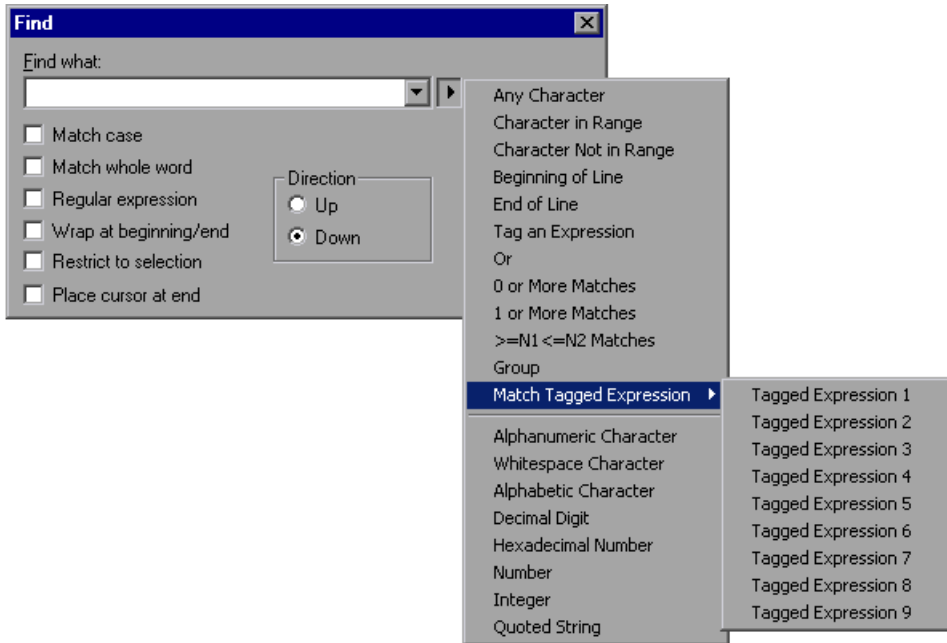 Find
Find what:
Match case
Match whole word
Regular expression
Wrap at beginning/end
Restrict to selection
Place cursor at end
Direction
Up
Down
Any Character
Character in Range
Character Not in Range
Beginning of Line
End of Line
Tag an Expression
Or
0 or More Matches
1 or More Matches
>=N1<=N2 Matches
Group
Match Tagged Expression
Alphanumeric Character
Whitespace Character
Alphabetic Character
Decimal Digit
Hexadecimal Number
Number
Integer
Quoted String
Tagged Expression 1
Tagged Expression 2
Tagged Expression 3
Tagged Expression 4
Tagged Expression 5
Tagged Expression 6
Tagged Expression 7
Tagged Expression 8
Tagged Expression 9